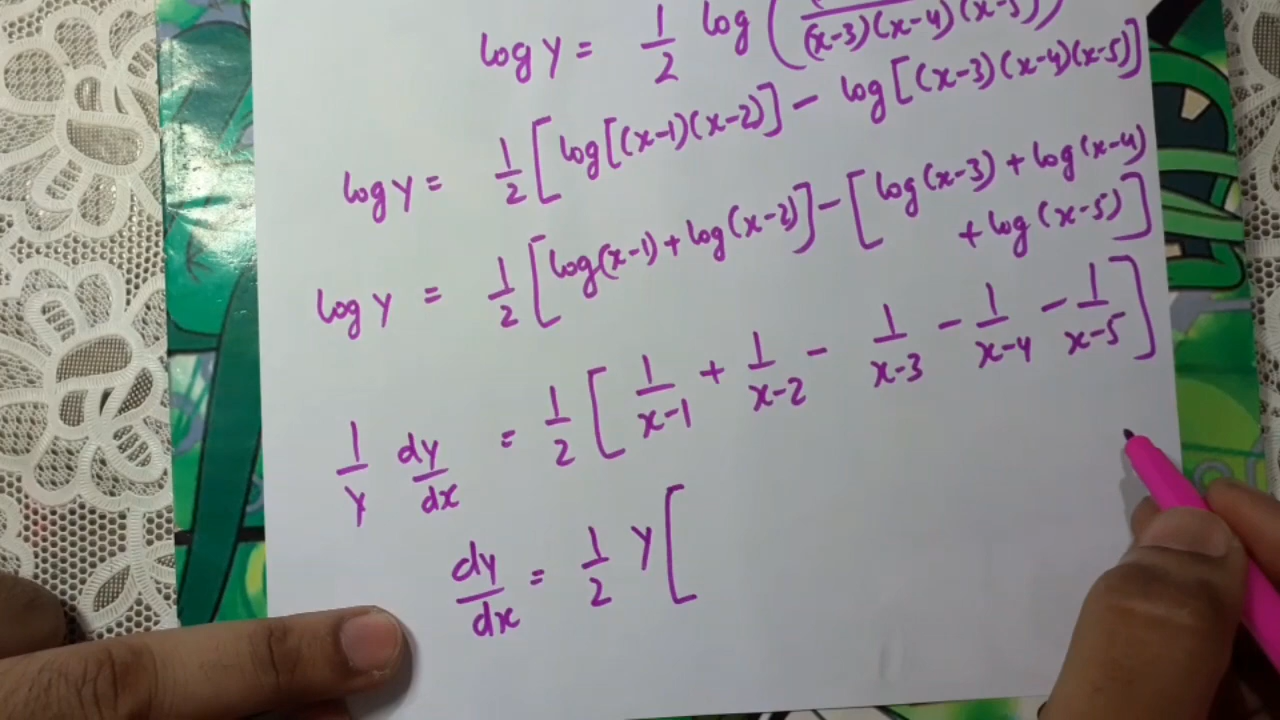 log y = 1/2 log ( /(x-3)(x-4)(x-5))
log y = 1/2 [log[(x-1)(x-2)] - log[(x-3)(x-4)(x-5)]
log y = 1/2 [log(x-1) + log(x-2)] - [log(x-3) + log(x-4)
+ log(x-5)]
1/y dy/dx = 1/2 [1/(x-1) + 1/(x-2) - 1/(x-3) - 1/(x-4) - 1/(x-5)]
dy/dx = 1/2 y [